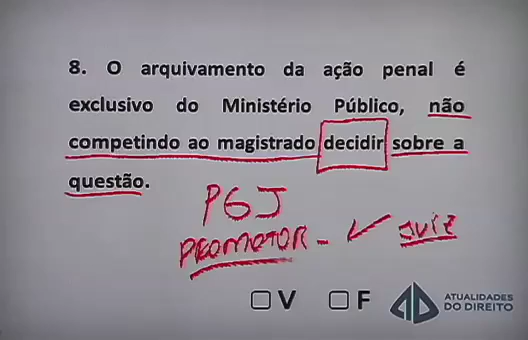 8. O arquivamento da ação penal é
exclusivo do Ministério Público, não
competindo ao magistrado decidir sobre a
questão.
PGJ
PROMOTOR - ✓ JUIZ
☐ V ☐ F
ATUALIDADES
DO DIREITO